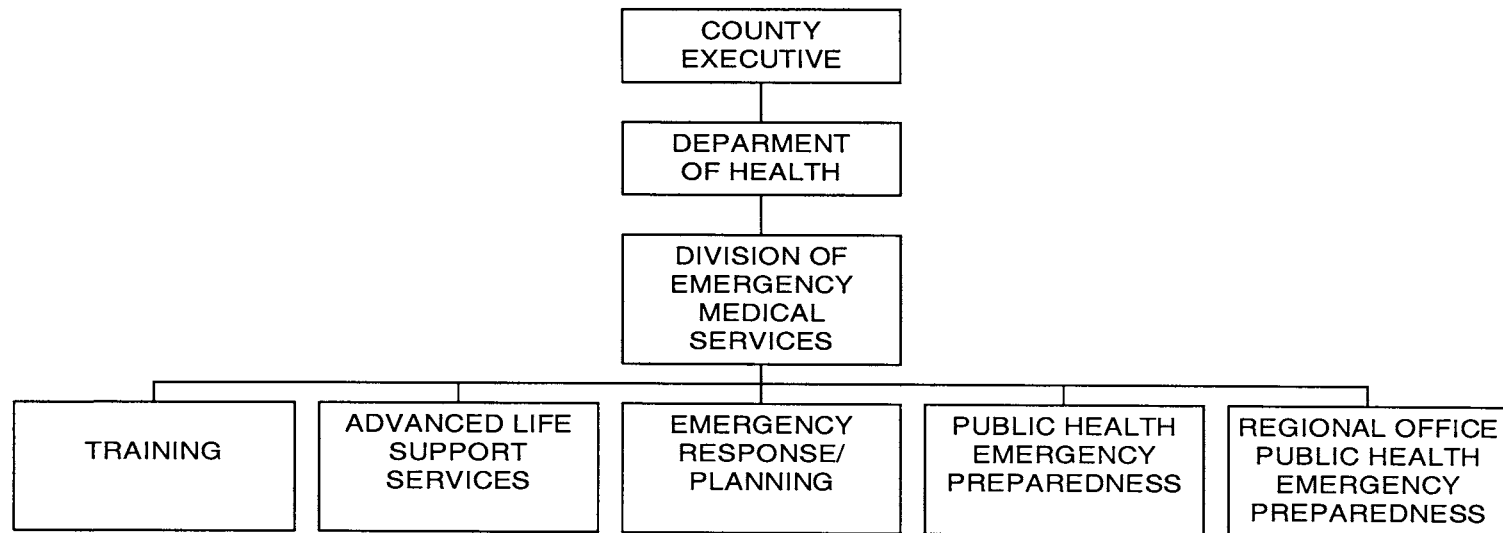 COUNTY
EXECUTIVE
DEPARMENT
OF HEALTH
DIVISION OF
EMERGENCY
MEDICAL
SERVICES
TRAINING
ADVANCED LIFE
SUPPORT
SERVICES
EMERGENCY
RESPONSE/
PLANNING
PUBLIC HEALTH
EMERGENCY
PREPAREDNESS
REGIONAL OFFICE
PUBLIC HEALTH
EMERGENCY
PREPAREDNESS